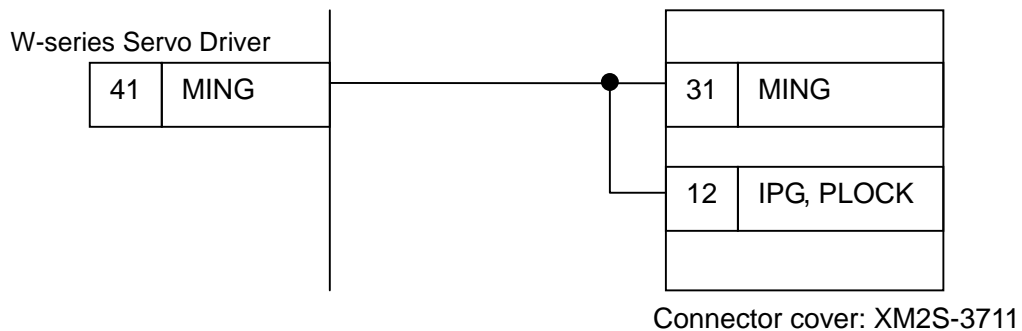 W-series Servo Driver
41 MING
31 MING
12 IPG, PLOCK
Connector cover: XM2S-3711